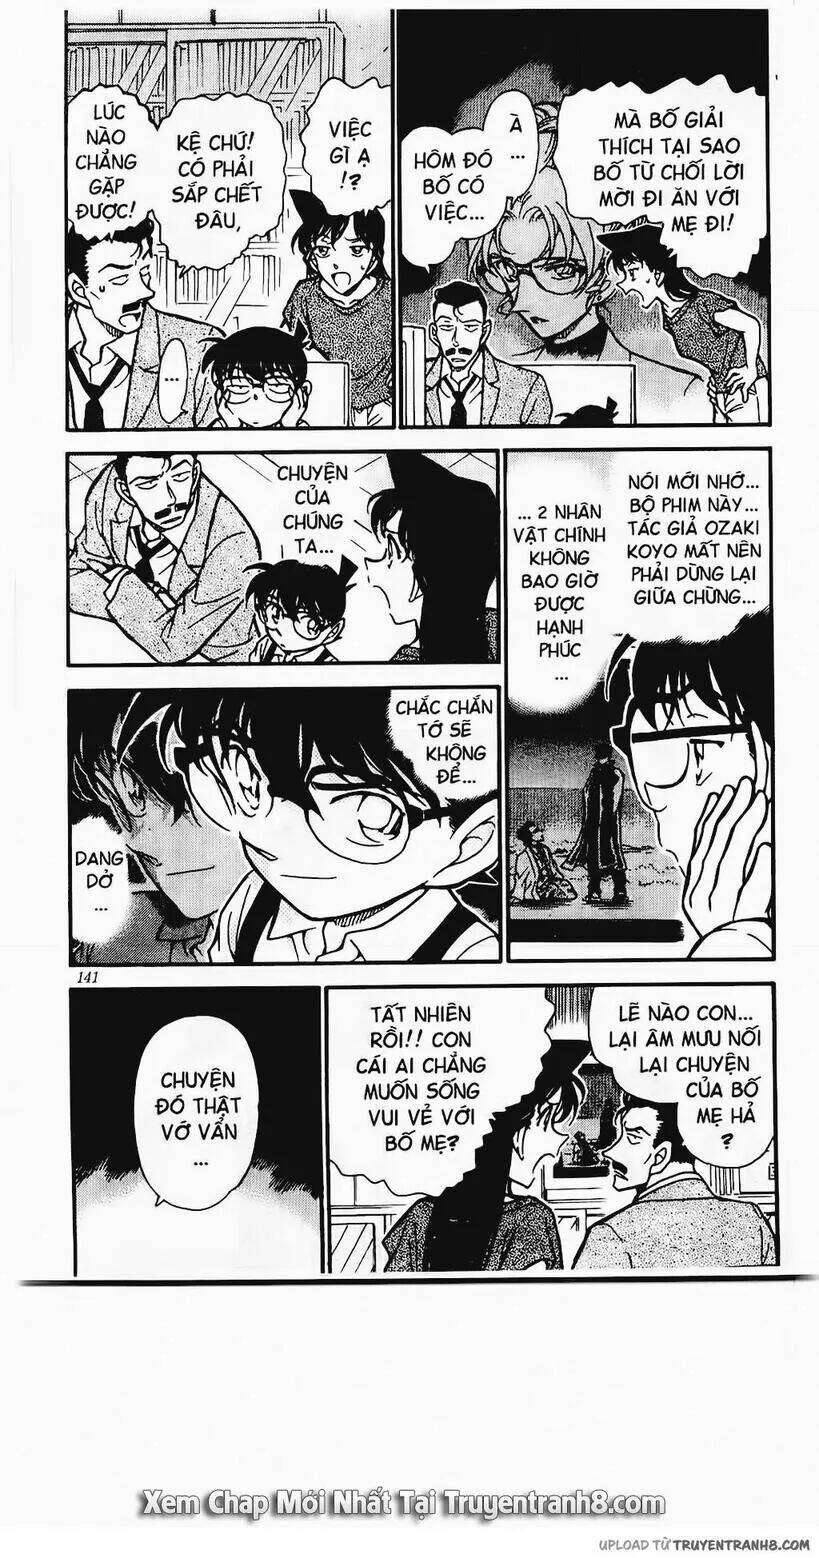 MÀ BỐ GIẢI
THÍCH TẠI SAO
BỐ TỪ CHỐI LỜI
MỜI ĐI ĂN VỚI
MẸ ĐI!
À
...
HÔM ĐÓ
BỐ CÓ
VIỆC...
VIỆC
GÌ Ạ
!?
KỆ CHỨ!
CÓ PHẢI
SẮP CHẾT
ĐÂU,
LÚC
NÀO
CHẲNG
GẶP
ĐƯỢC!
...
NÓI MỚI NHỚ...
BỘ PHIM NÀY...
TÁC GIẢ OZAKI
KOYO MẤT NÊN
PHẢI DỪNG LẠI
GIỮA CHỪNG...
... 2 NHÂN
VẬT CHÍNH
KHÔNG
BAO GIỜ
ĐƯỢC
HẠNH
PHÚC
...
CHUYỆN
CỦA
CHÚNG
TA...
CHẮC CHẮN
TỚ SẼ
KHÔNG
ĐỂ...
DANG
DỞ
...
141
LẼ NÀO CON...
LẠI ÂM MƯU NỐI
LẠI CHUYỆN
CỦA BỐ
MẸ HẢ
?
TẤT NHIÊN
RỒI!! CON
CÁI AI CHẲNG
MUỐN SỐNG
VUI VẺ VỚI
BỐ MẸ?
CHUYỆN
ĐÓ THẬT
VỚ VẨN
...
Xem Chap Mới Nhất Tại Truyentranh8.com
UPLOAD TỪ TRUYENTRANH8.COM